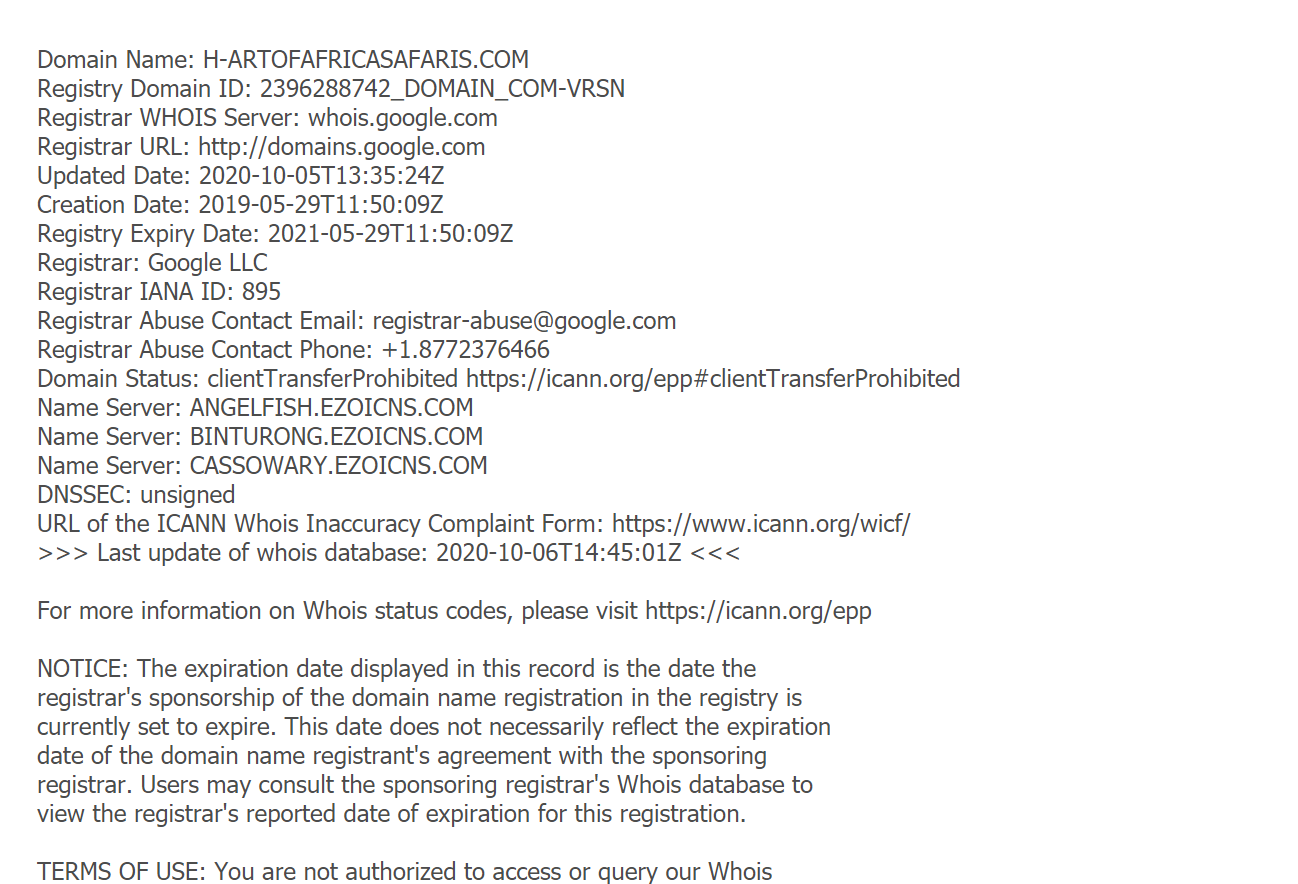 Domain Name: H-ARTOFAFRICASAFARIS.COM
Registry Domain ID: 2396288742_DOMAIN_COM-VRSN
Registrar WHOIS Server: whois.google.com
Registrar URL: http://domains.google.com
Updated Date: 2020-10-05T13:35:24Z
Creation Date: 2019-05-29T11:50:09Z
Registry Expiry Date: 2021-05-29T11:50:09Z
Registrar: Google LLC
Registrar IANA ID: 895
Registrar Abuse Contact Email: registrar-abuse@google.com
Registrar Abuse Contact Phone: +1.8772376466
Domain Status: clientTransferProhibited https://icann.org/epp#clientTransferProhibited
Name Server: ANGELFISH.EZOICNS.COM
Name Server: BINTURONG.EZOICNS.COM
Name Server: CASSOWARY.EZOICNS.COM
DNSSEC: unsigned
URL of the ICANN Whois Inaccuracy Complaint Form: https://www.icann.org/wicf/
>>> Last update of whois database: 2020-10-06T14:45:01Z <<<
For more information on Whois status codes, please visit https://icann.org/epp
NOTICE: The expiration date displayed in this record is the date the
registrar's sponsorship of the domain name registration in the registry is
currently set to expire. This date does not necessarily reflect the expiration
date of the domain name registrant's agreement with the sponsoring
registrar. Users may consult the sponsoring registrar's Whois database to
view the registrar's reported date of expiration for this registration.
TERMS OF USE: You are not authorized to access or query our Whois